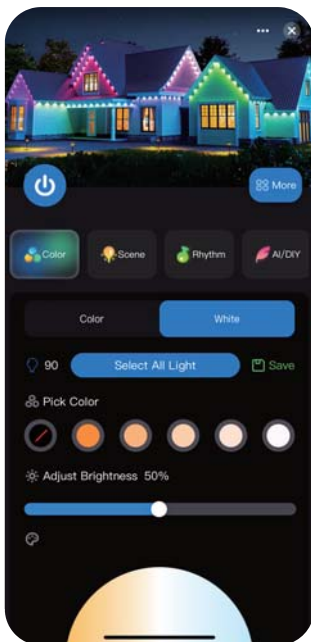 More
Color
Scene
Rhythm
AI/DIY
Color
White
90
Select All Light
Save
Pick Color
Adjust Brightness 50%